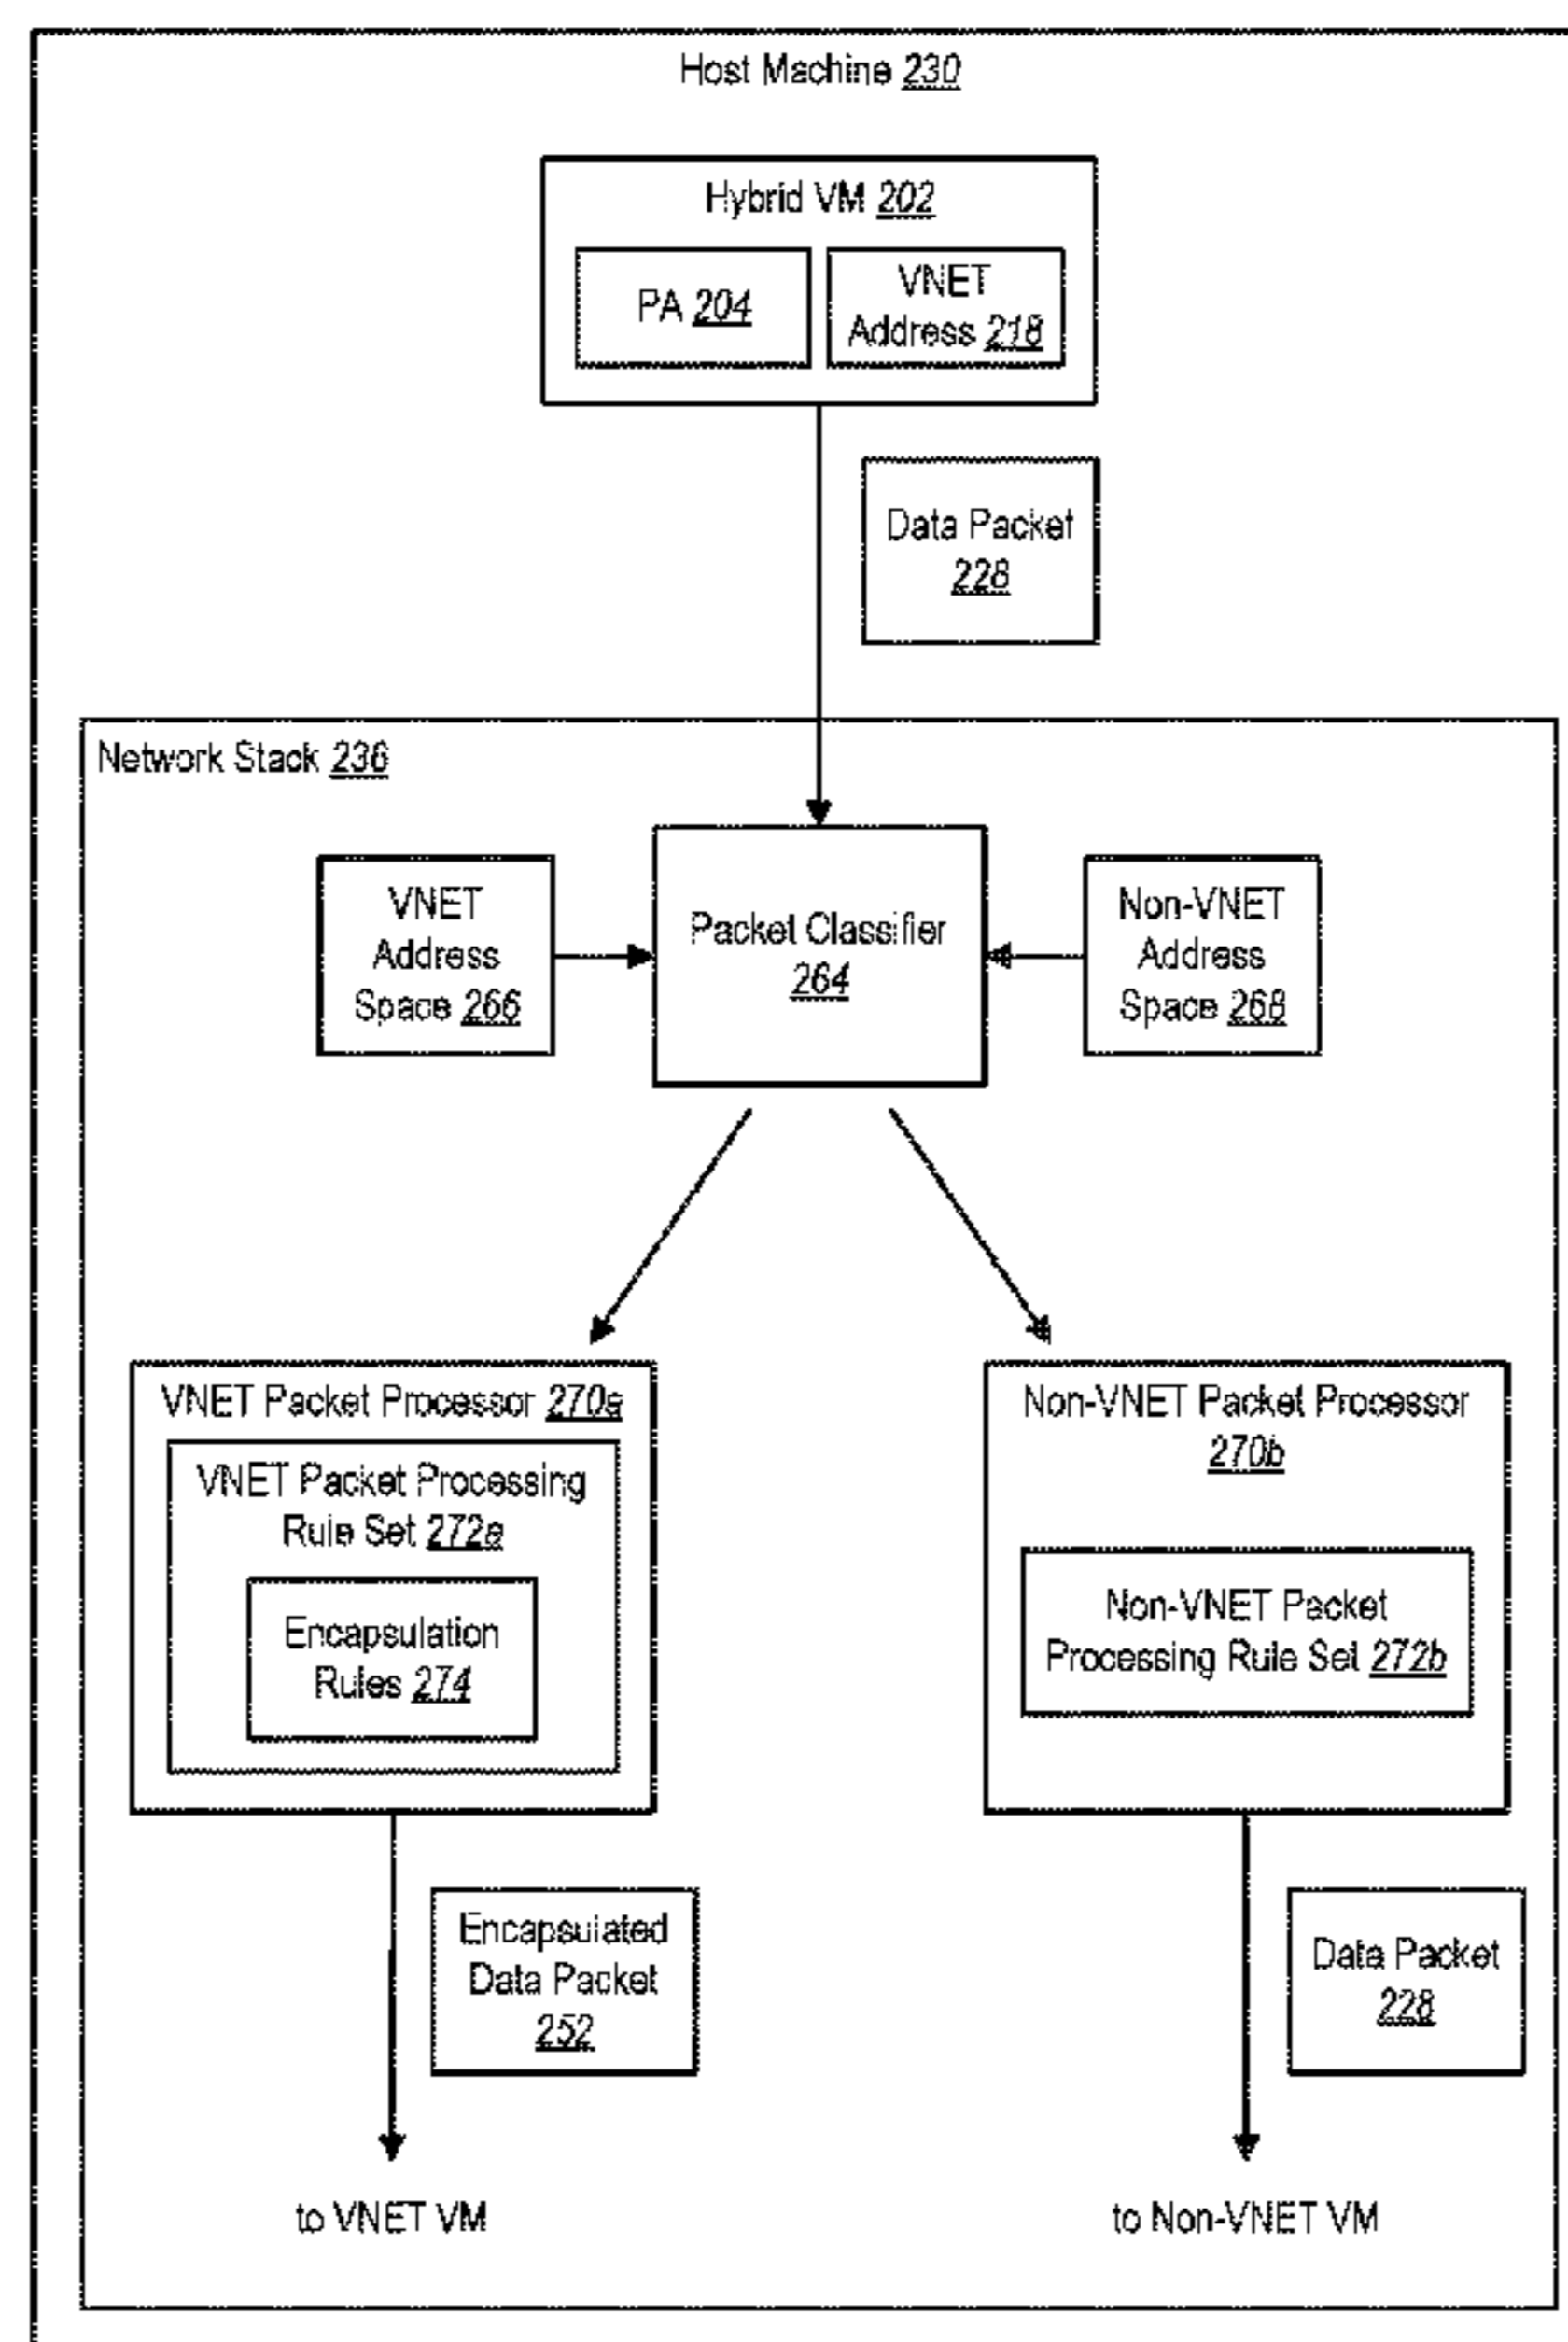 Host Machine 230
Hybrid VM 202
PA 204
VNET
Address 218
Data Packet
228
Network Stack 236
VNET
Address
Space 266
Packet Classifier
264
Non-VNET
Address
Space 268
VNET Packet Processor 270a
VNET Packet Processing
Rule Set 272a
Encapsulation
Rules 274
Non-VNET Packet Processor
270b
Non-VNET Packet
Processing Rule Set 272b
Encapsulated
Data Packet
252
Data Packet
228
to VNET VM
to Non-VNET VM